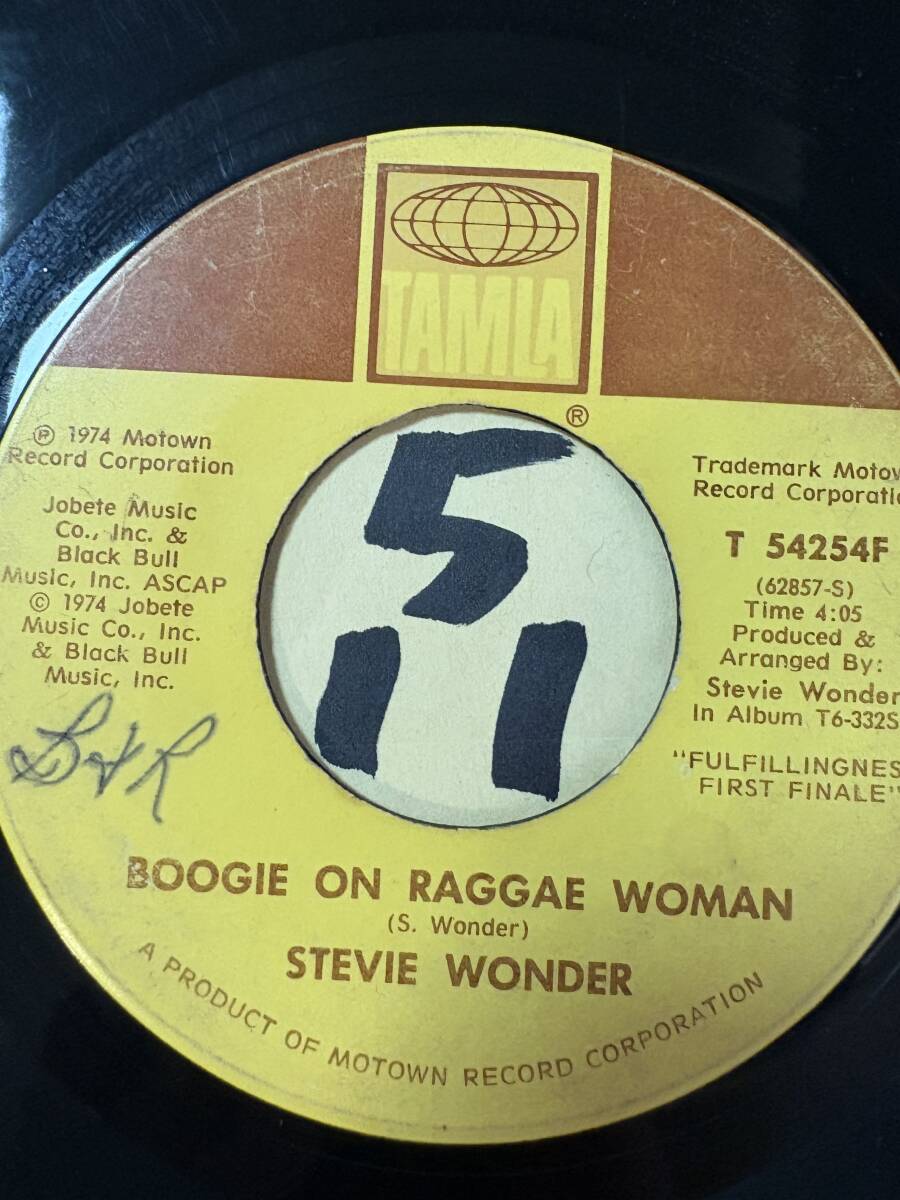 TAMLA
®
℗ 1974 Motown
Record Corporation
Jobete Music
Co., Inc. &
Black Bull
Music, Inc. ASCAP
© 1974 Jobete
Music Co., Inc.
& Black Bull
Music, Inc.
B & R
5
11
Trademark Motow
Record Corporatio
T 54254F
(62857-S)
Time 4:05
Produced &
Arranged By:
Stevie Wonder
In Album T6-332S
"FULFILLINGNES
FIRST FINALE"
BOOGIE ON RAGGAE WOMAN
(S. Wonder)
STEVIE WONDER
A PRODUCT OF MOTOWN RECORD CORPORATION